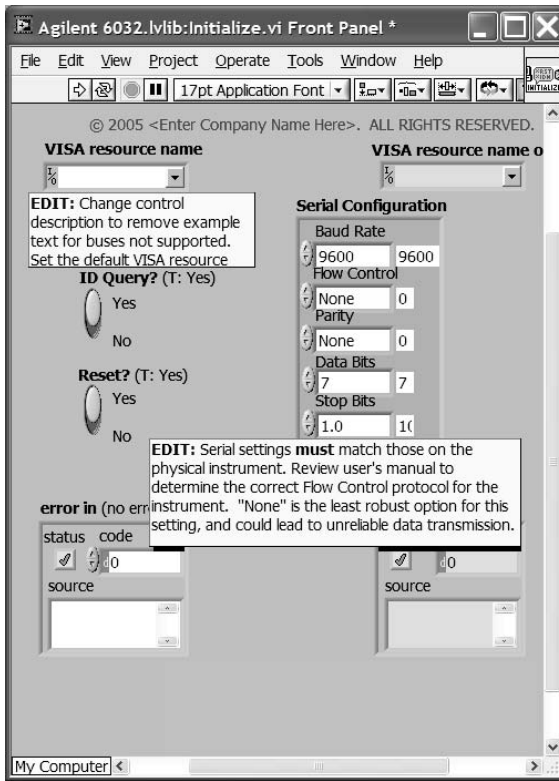 Agilent 6032.lvlib:Initialize.vi Front Panel *
File Edit View Project Operate Tools Window Help
17pt Application Font
INITIALIZE
© 2005 <Enter Company Name Here>. ALL RIGHTS RESERVED.
VISA resource name
VISA resource name o
EDIT: Change control
description to remove example
text for buses not supported.
Set the default VISA resource
Serial Configuration
Baud Rate
9600 9600
Flow Control
None 0
Parity
None 0
Data Bits
7 7
Stop Bits
1.0
ID Query? (T: Yes)
Yes
No
Reset? (T: Yes)
Yes
No
EDIT: Serial settings must match those on the
physical instrument. Review user's manual to
determine the correct Flow Control protocol for the
instrument. "None" is the least robust option for this
setting, and could lead to unreliable data transmission.
error in (no err
status code
d0
source
d0
source
My Computer